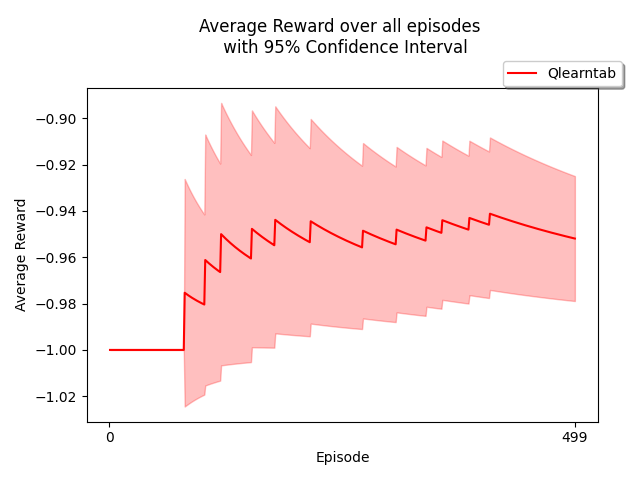 Average Reward over all episodes
with 95% Confidence Interval
Qlearntab
−0.90
−0.92
−0.94
−0.96
−0.98
−1.00
−1.02
Average Reward
0
499
Episode